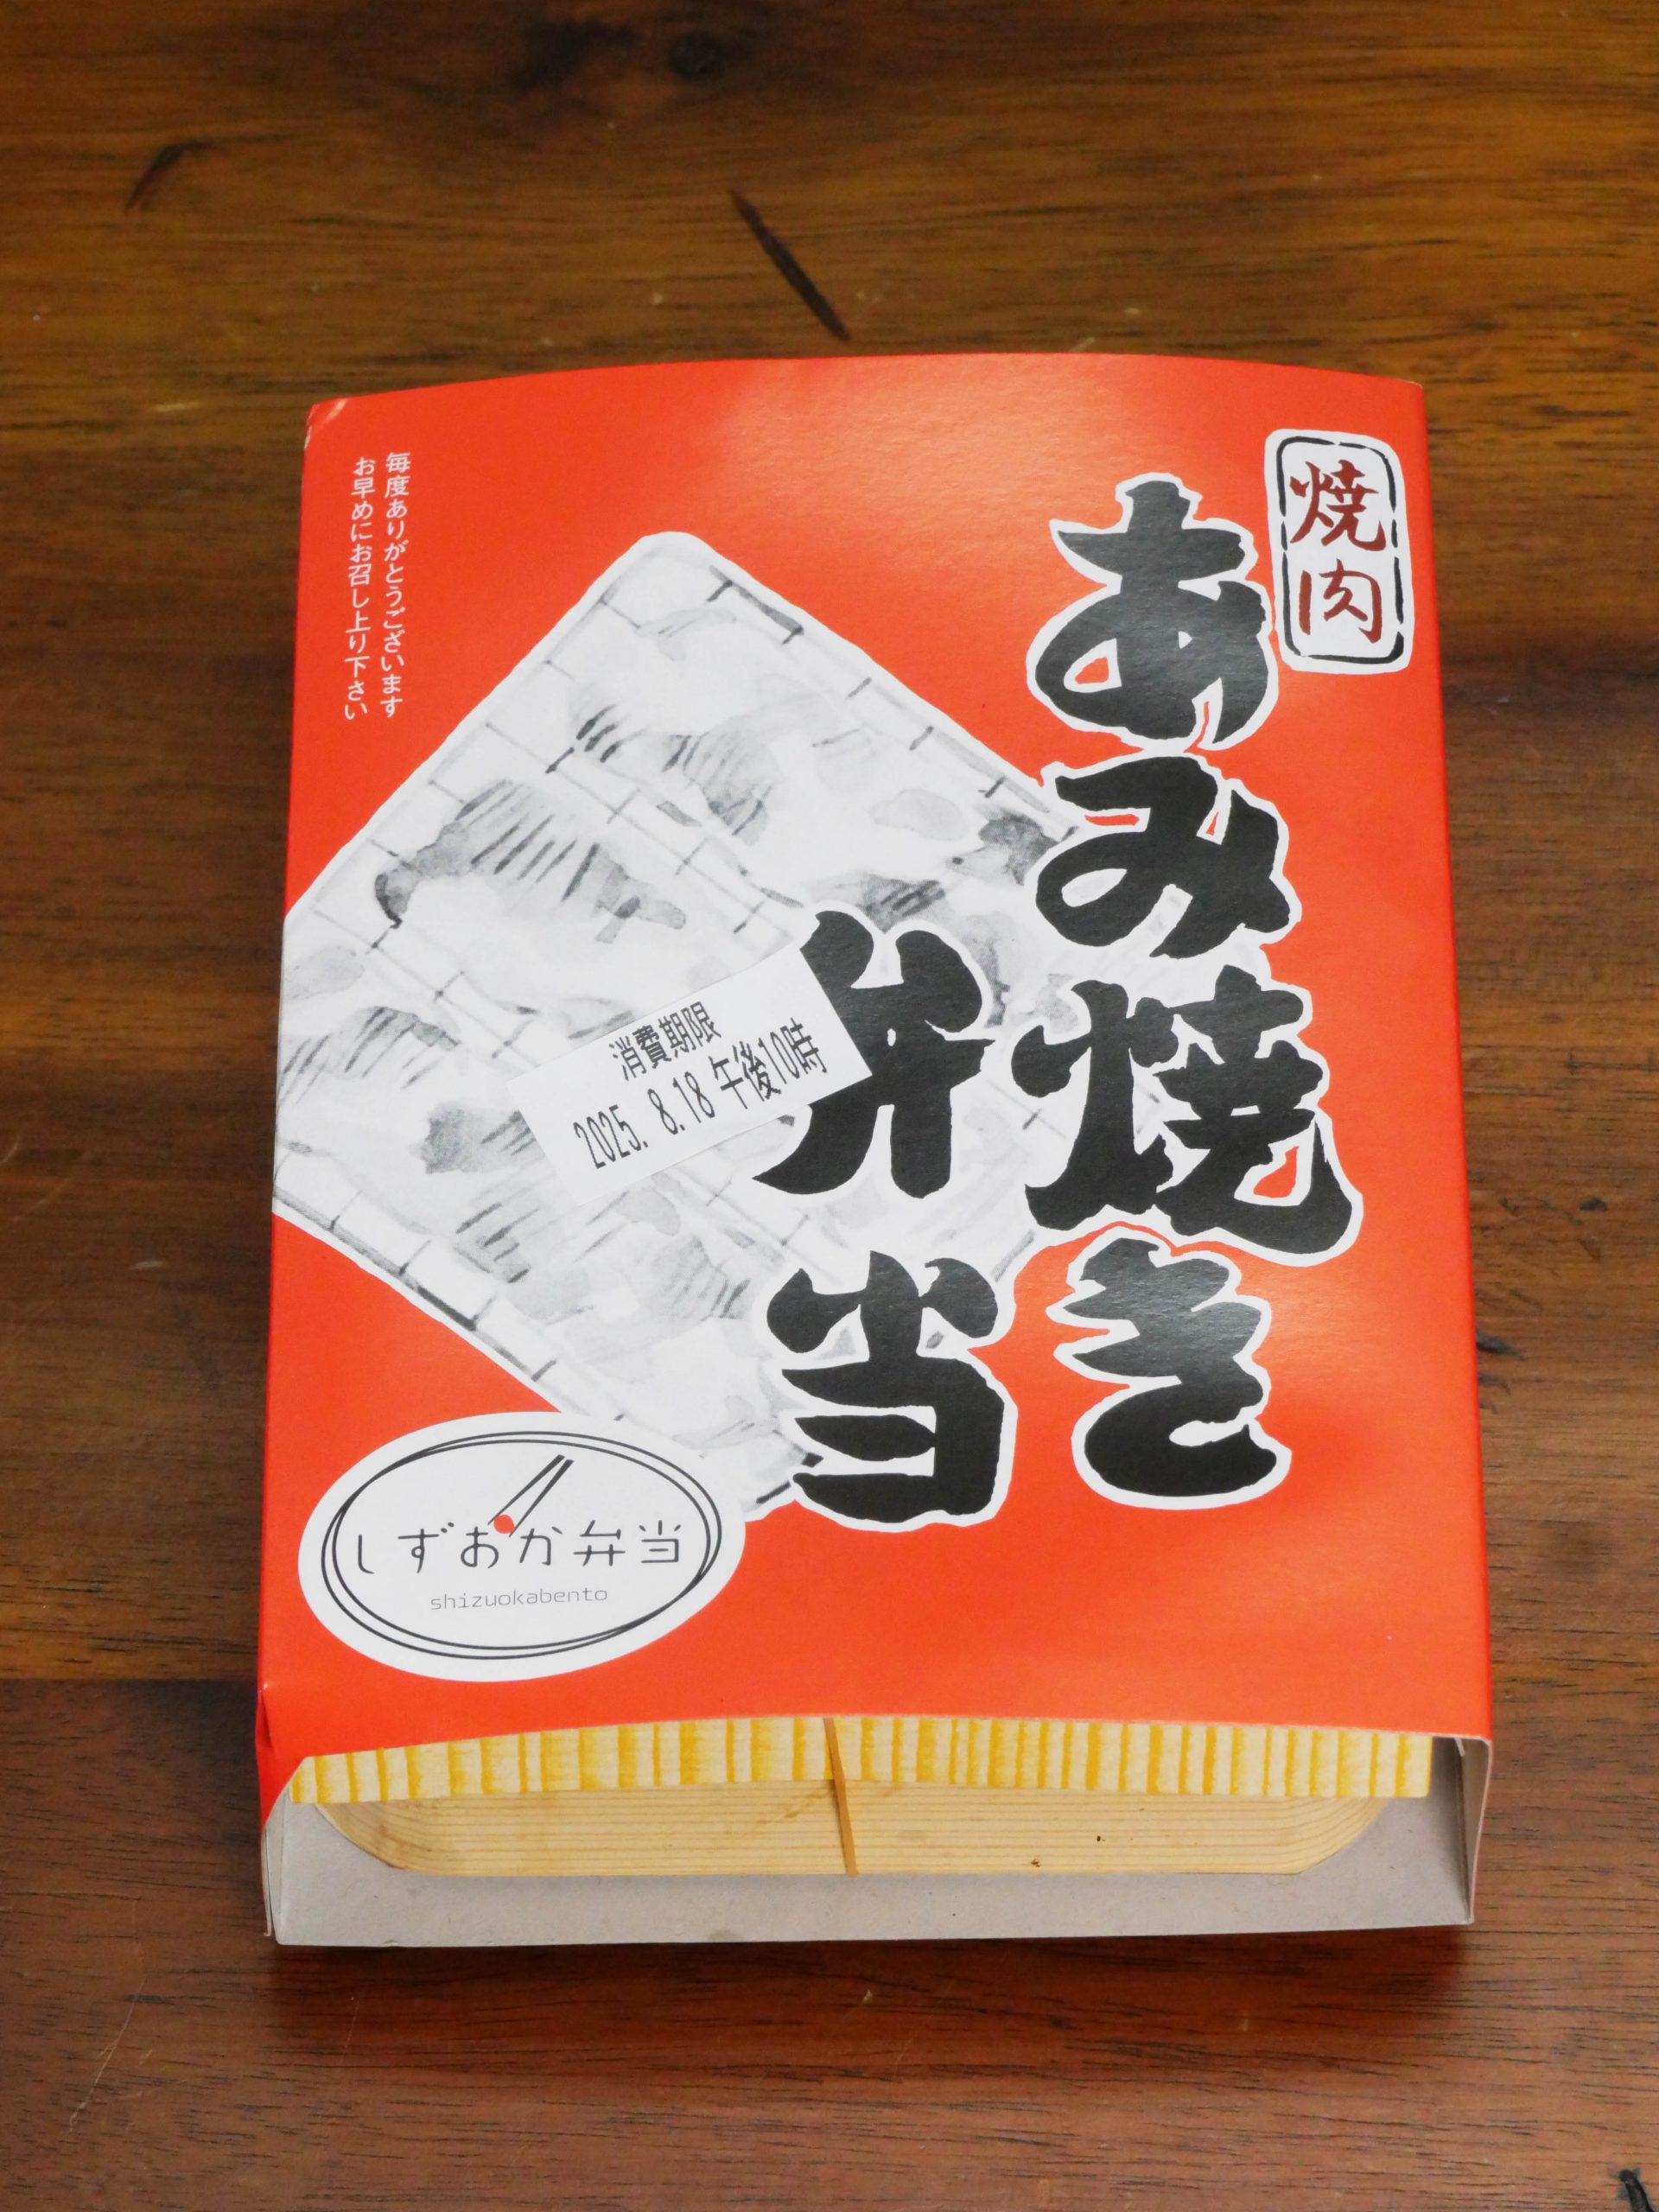 焼肉
あみ焼き
弁当
毎度ありがとうございます
お早めにお召し上り下さい
消費期限
2025. 8.18 午後10時
しずおか弁当
shizuokabento